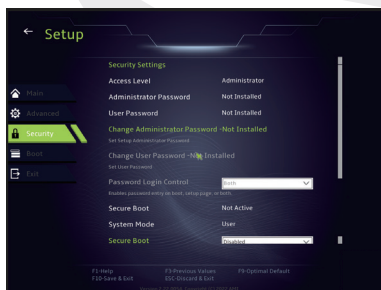 Setup
Security Settings
Access Level Administrator
Administrator Password Not Installed
User Password Not Installed
Change Administrator Password -Not Installed
Set Setup Administrator Password
Change User Password -Not Installed
Set User Password
Password Login Control Both
Enables password entry on boot, setup page, or both.
Secure Boot Not Active
System Mode User
Secure Boot Disabled
Main
Advanced
Security
Boot
Exit
F1-Help F3-Previous Values F9-Optimal Default
F10-Save & Exit ESC-Discard & Exit